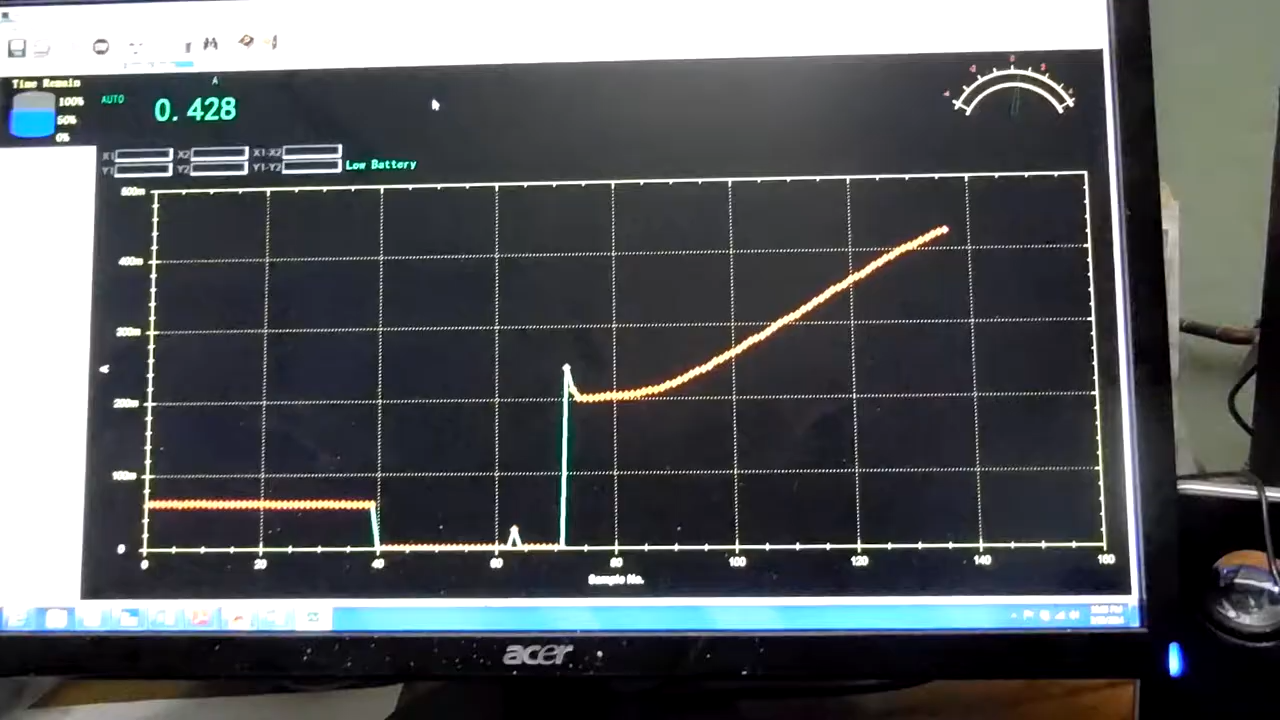 Time Remain
100%
50%
0%
AUTO
A
0.428
X1 X2 X1-X2
Y1 Y2 Y1-Y2
Low Battery
500m
400m
300m
200m
100m
0
A
0 20 40 60 80 100 120 140 160
Sample No.
acer